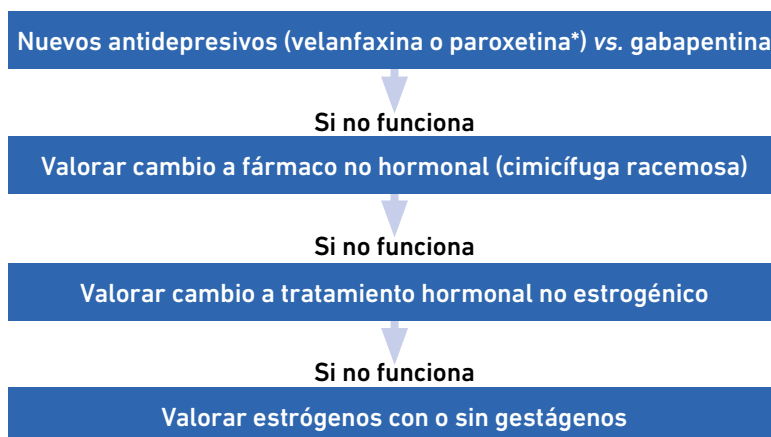 Nuevos antidepresivos (velanfaxina o paroxetina*) vs. gabapentina
Si no funciona
Valorar cambio a fármaco no hormonal (cimicífuga racemosa)
Si no funciona
Valorar cambio a tratamiento hormonal no estrogénico
Si no funciona
Valorar estrógenos con o sin gestágenos